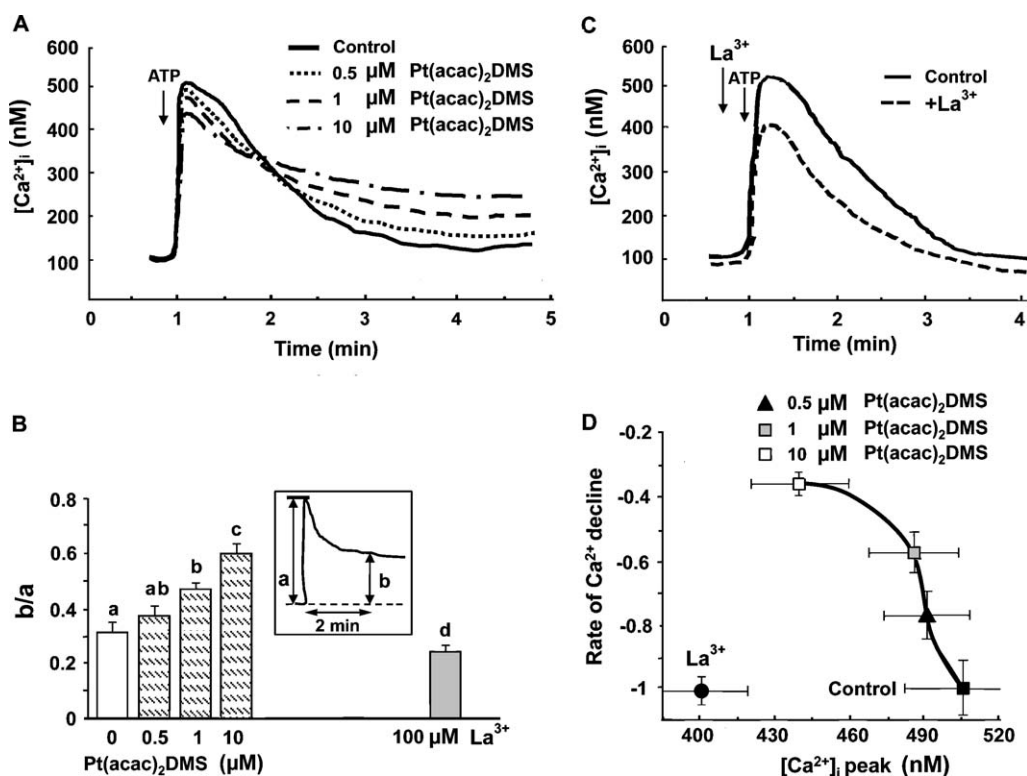 A
600
500
400
300
200
100
[Ca²⁺]ᵢ (nM)
ATP
Control
0.5 µM Pt(acac)₂DMS
1 µM Pt(acac)₂DMS
10 µM Pt(acac)₂DMS
0 1 2 3 4 5
Time (min)
C
600
500
400
300
200
100
[Ca²⁺]ᵢ (nM)
La³⁺
ATP
Control
+La³⁺
0 1 2 3 4
Time (min)
B
0.8
0.6
0.4
0.2
0
b/a
a
ab
b
c
d
a
b
2 min
0 0.5 1 10
Pt(acac)₂DMS (µM)
100 µM La³⁺
D
0.5 µM Pt(acac)₂DMS
1 µM Pt(acac)₂DMS
10 µM Pt(acac)₂DMS
-0.2
-0.4
-0.6
-0.8
-1
Rate of Ca²⁺ decline
La³⁺
Control
400 430 460 490 520
[Ca²⁺]ᵢ peak (nM)